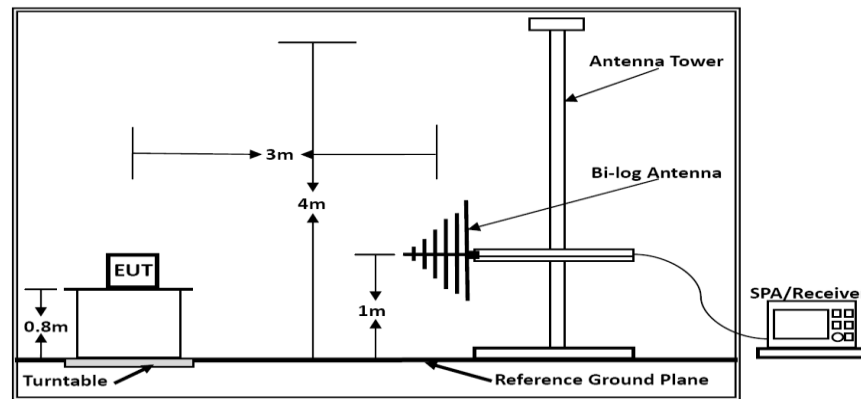 Antenna Tower
3m
Bi-log Antenna
4m
EUT
SPA/Receive
0.8m
1m
Turntable
Reference Ground Plane